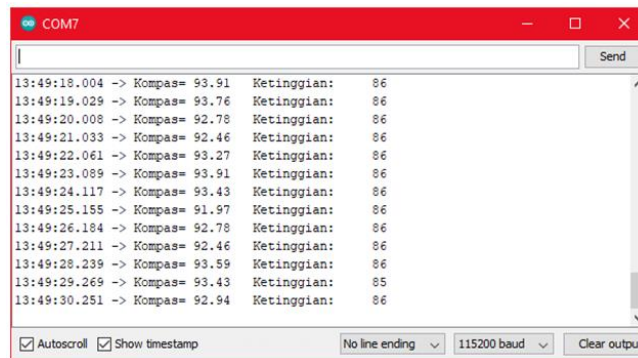 COM7
Send
13:49:18.004 -> Kompas= 93.91 Ketinggian: 86
13:49:19.029 -> Kompas= 93.76 Ketinggian: 86
13:49:20.008 -> Kompas= 92.78 Ketinggian: 86
13:49:21.033 -> Kompas= 92.46 Ketinggian: 86
13:49:22.061 -> Kompas= 93.27 Ketinggian: 86
13:49:23.089 -> Kompas= 93.91 Ketinggian: 86
13:49:24.117 -> Kompas= 93.43 Ketinggian: 86
13:49:25.155 -> Kompas= 91.97 Ketinggian: 86
13:49:26.184 -> Kompas= 92.78 Ketinggian: 86
13:49:27.211 -> Kompas= 92.46 Ketinggian: 86
13:49:28.239 -> Kompas= 93.59 Ketinggian: 86
13:49:29.269 -> Kompas= 93.43 Ketinggian: 85
13:49:30.251 -> Kompas= 92.94 Ketinggian: 86
Autoscroll Show timestamp No line ending 115200 baud Clear outpu